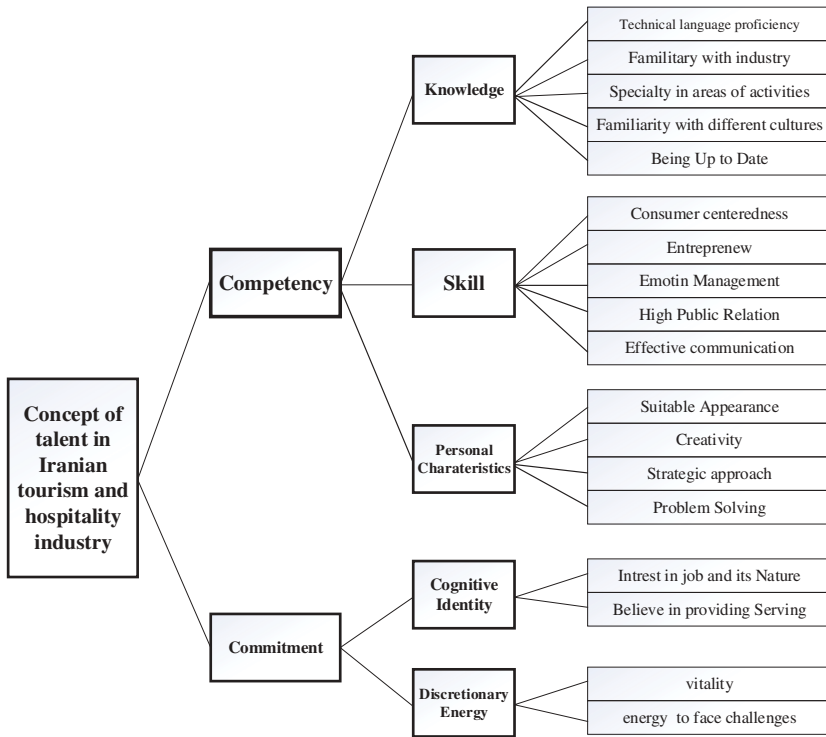 Concept of
talent in
Iranian
tourism and
hospitality
industry
Competency
Commitment
Knowledge
Skill
Personal
Charateristics
Cognitive
Identity
Discretionary
Energy
Technical language proficiency
Familitary with industry
Specialty in areas of activities
Familiarity with different cultures
Being Up to Date
Consumer centeredness
Entreprenew
Emotin Management
High Public Relation
Effective communication
Suitable Appearance
Creativity
Strategic approach
Problem Solving
Intrest in job and its Nature
Believe in providing Serving
vitality
energy to face challenges